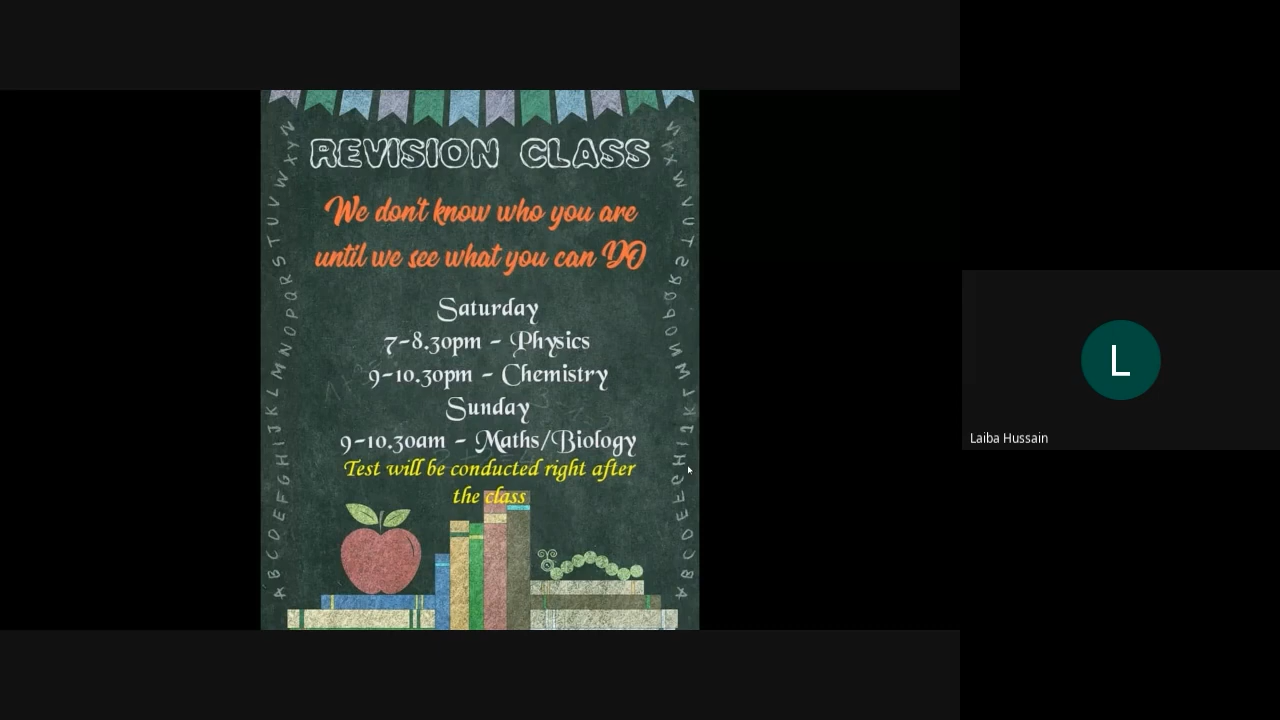 REVISION CLASS
We don't know who you are
until we see what you can DO
Saturday
7-8.30pm - Physics
9-10.30pm - Chemistry
Sunday
9-10.30am - Maths/Biology
Test will be conducted right after
the class
L
Laiba Hussain